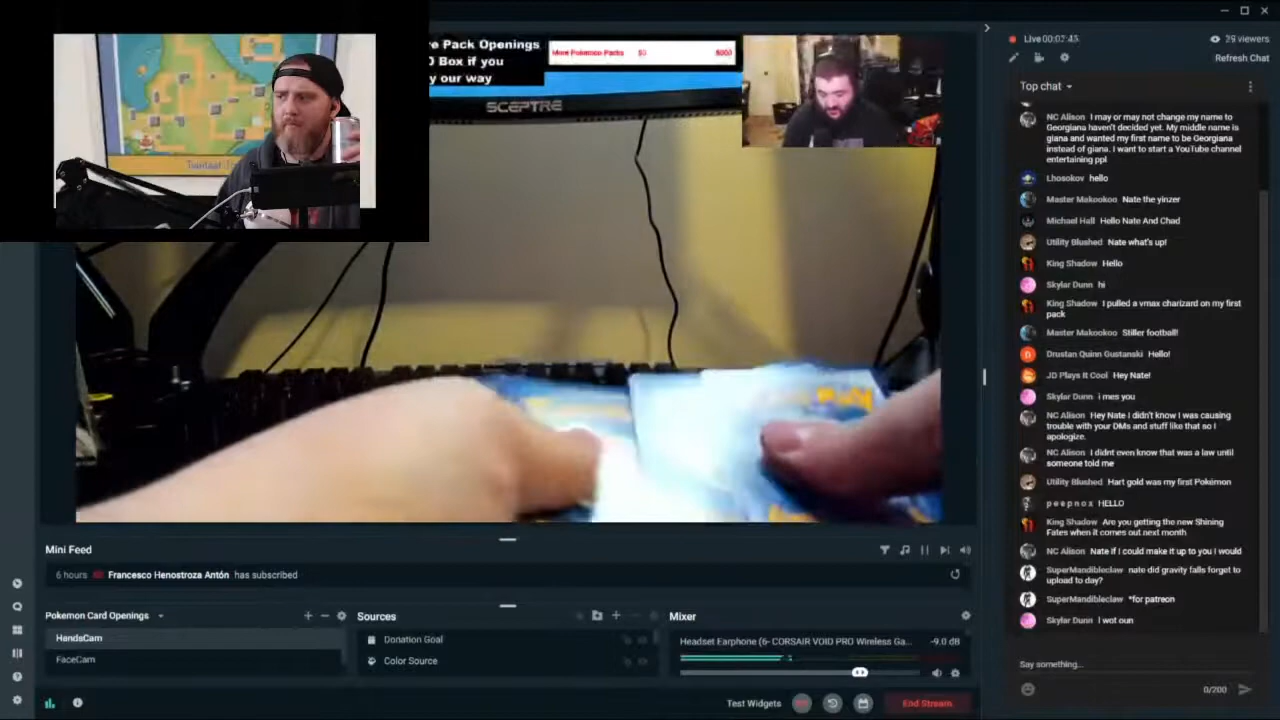 e Pack Openings
O Box if you
y our way
More Pokemon Packs $0
SCEPTRE
Live
29 viewers
Refresh Chat
Top chat
NC Alison I may or may not change my name to
Georgiana haven't decided yet. My middle name is
giana and wanted my first name to be Georgiana
instead of giana. I want to start a YouTube channel
entertaining ppl
Lhosokov hello
Master Makookoo Nate the yinzer
Michael Hall Hello Nate And Chad
Utility Blushed Nate what's up!
King Shadow Hello
Skylar Dunn hi
King Shadow I pulled a vmax charizard on my first
pack
Master Makookoo Stiller football!
Drustan Quinn Gustanski Hello!
JD Plays It Cool Hey Nate!
Skylar Dunn i mes you
NC Alison Hey Nate I didn't know I was causing
trouble with your DMs and stuff like that so I
apologize.
NC Alison I didnt even know that was a law until
someone told me
Utility Blushed Hart gold was my first Pokémon
p e e p n o x HELLO
King Shadow Are you getting the new Shining
Fates when it comes out next month
NC Alison Nate if I could make it up to you I would
SuperMandibleclaw nate did gravity falls forget to
upload to day?
SuperMandibleclaw *for patreon
Skylar Dunn I wot oun
Say something...
0/200
Mini Feed
6 hours Francesco Henostroza Antón has subscribed
Pokemon Card Openings
HandsCam
FaceCam
Sources
Donation Goal
Color Source
Mixer
Headset Earphone (6- CORSAIR VOID PRO Wireless Ga... -9.0 dB
Test Widgets
End Stream